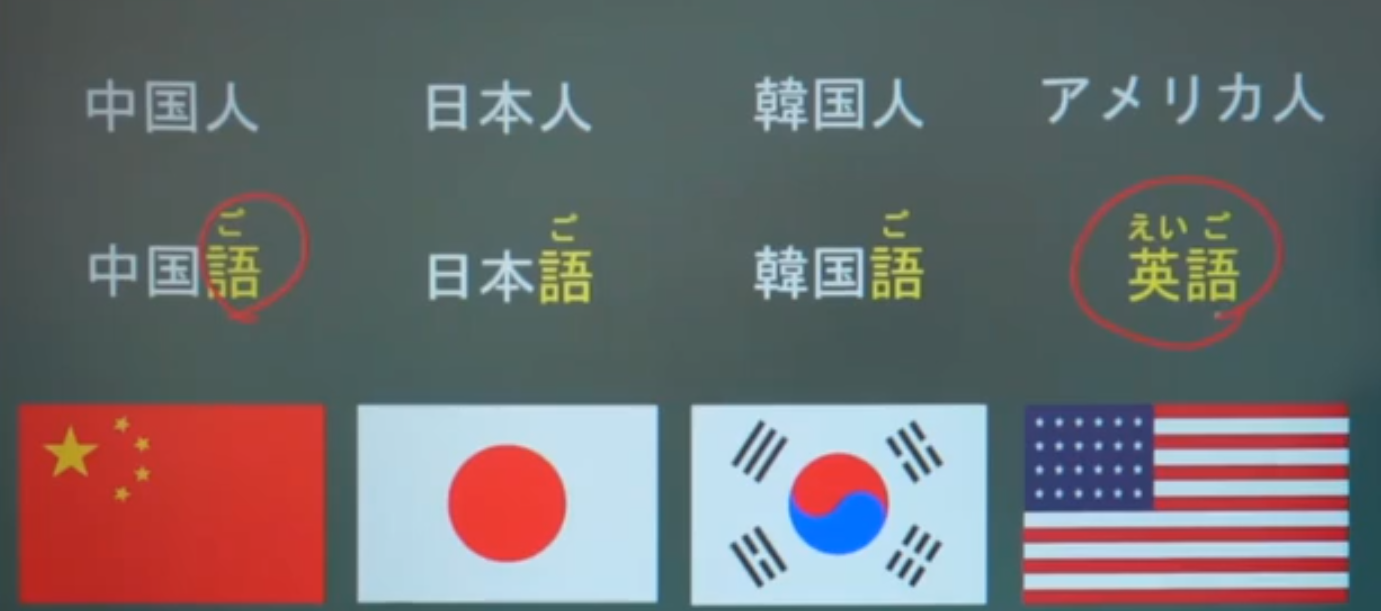 中国人 日本人 韓国人 アメリカ人
ご ご ご えいご
中国語 日本語 韓国語 英語